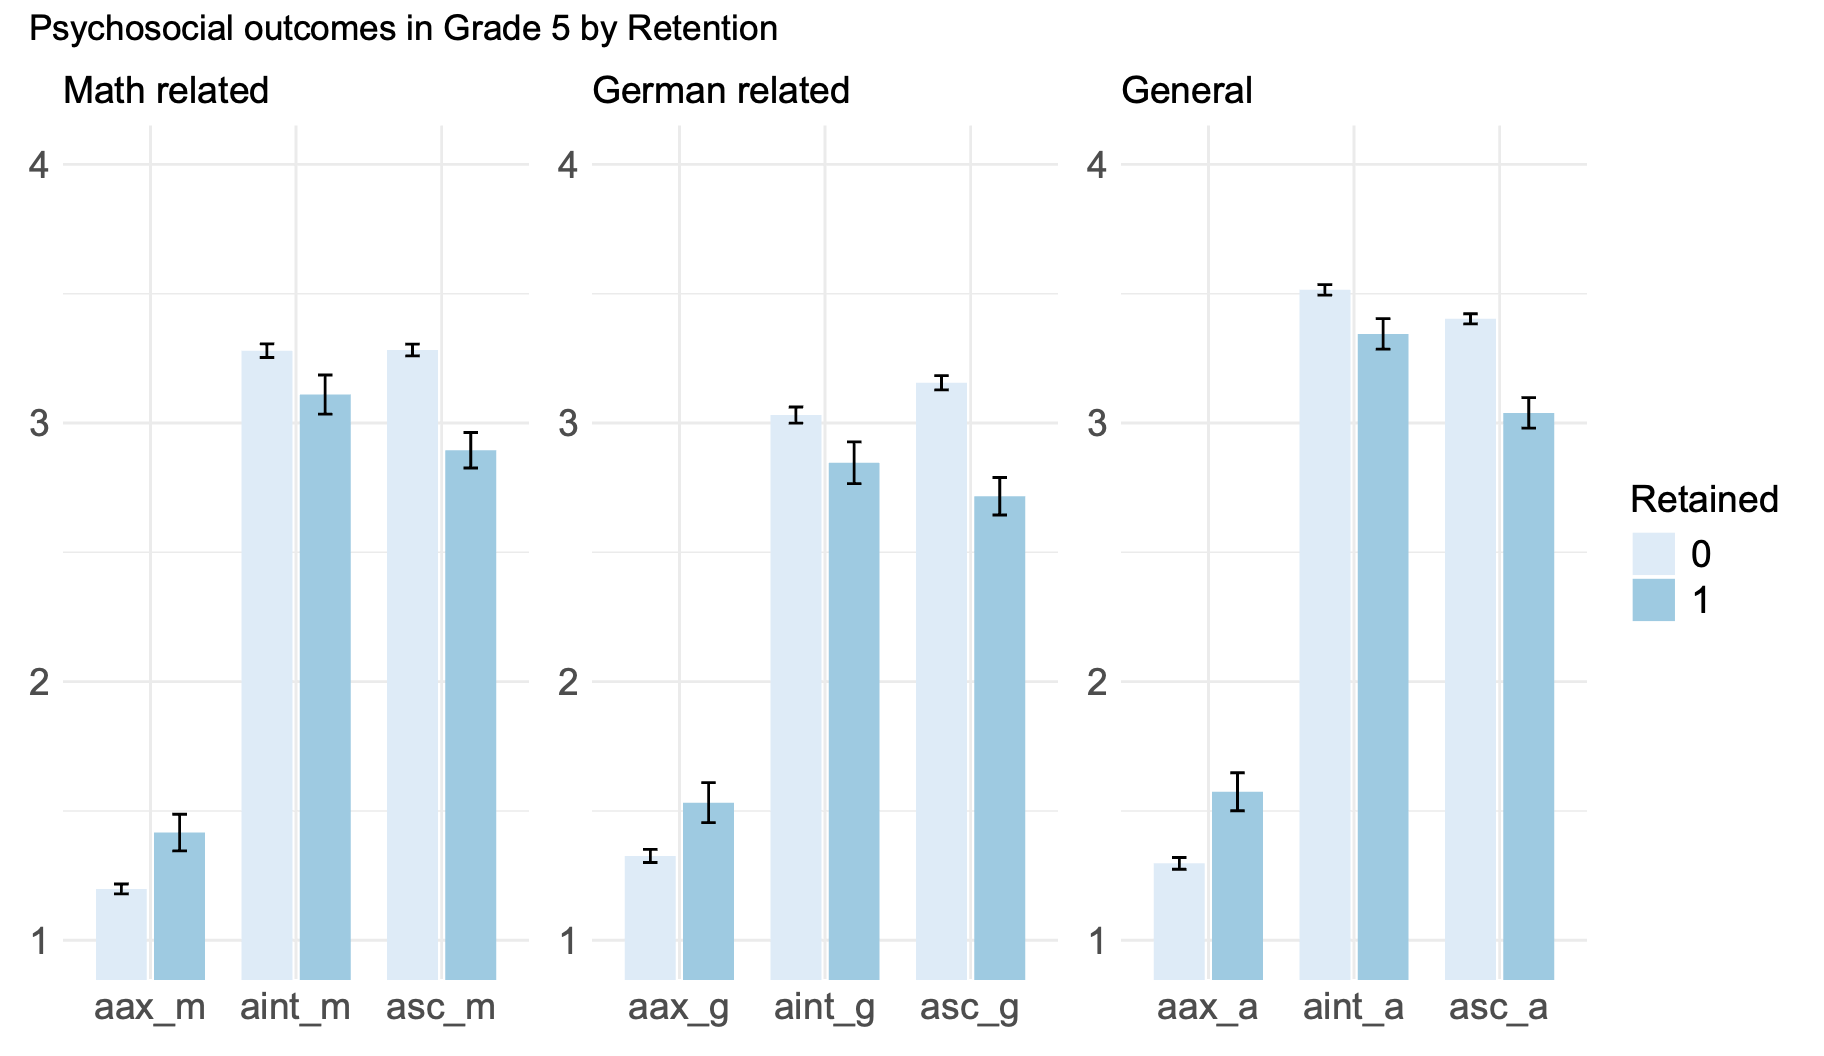 Psychosocial outcomes in Grade 5 by Retention
Math related
4
3
2
1
aax_m aint_m asc_m
German related
4
3
2
1
aax_g aint_g asc_g
General
4
3
2
1
aax_a aint_a asc_a
Retained
0
1